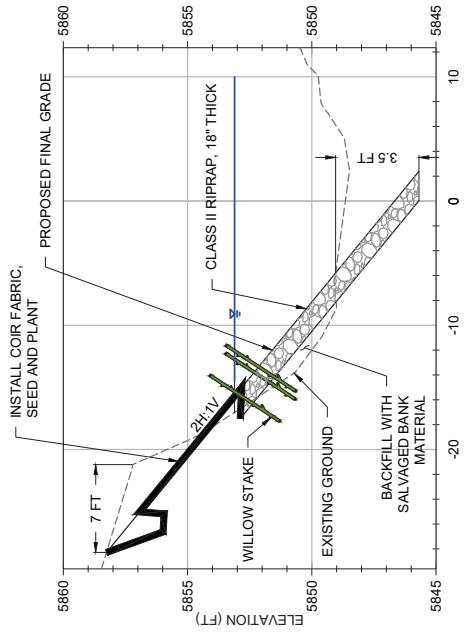 INSTALL COIR FABRIC,
SEED AND PLANT
PROPOSED FINAL GRADE
5860
5860
7 FT
2H:1V
CLASS II RIPRAP, 18" THICK
5855
5855
ELEVATION (FT)
WILLOW STAKE
EXISTING GROUND
5850
5850
3.5 FT
BACKFILL WITH
SALVAGED BANK
MATERIAL
5845
5845
-20
-10
0
10